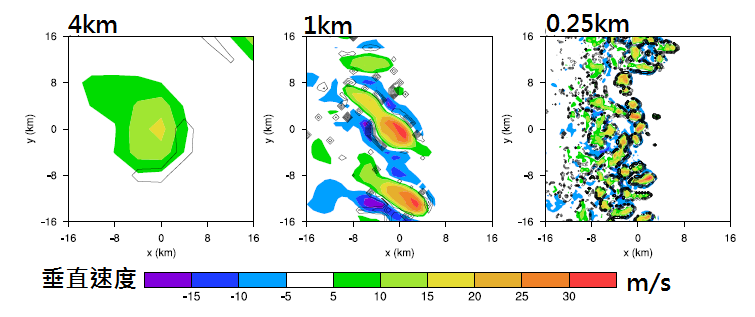 4km 1km 0.25km
16 16 16
8 8 8
y (km) y (km) y (km)
0 0 0
-8 -8 -8
-16 -16 -16
-16 -8 0 8 16 -16 -8 0 8 16 -16 -8 0 8 16
x (km) x (km) x (km)
垂直速度 m/s
-15 -10 -5 5 10 15 20 25 30